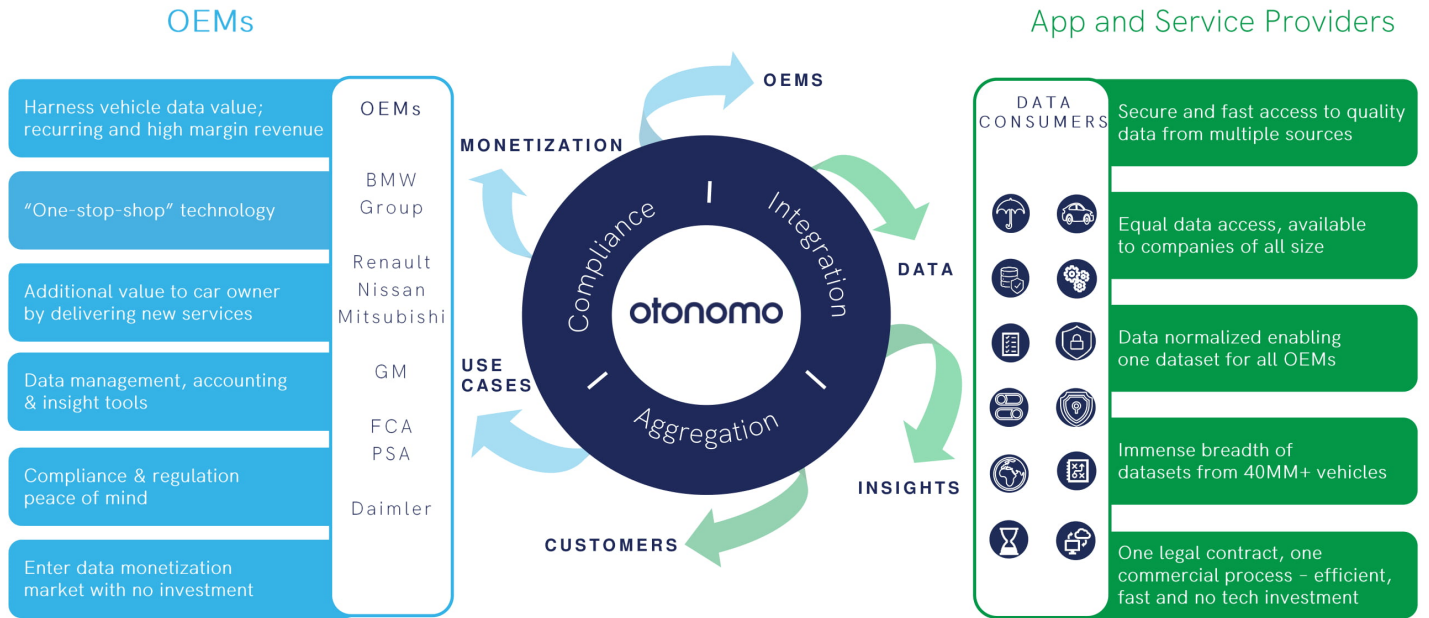 OEMs
App and Service Providers
Harness vehicle data value;
recurring and high margin revenue
"One-stop-shop" technology
Additional value to car owner
by delivering new services
Data management, accounting
& insight tools
Compliance & regulation
peace of mind
Enter data monetization
market with no investment
OEMs
BMW
Group
Renault
Nissan
Mitsubishi
GM
FCA
PSA
Daimler
OEMS
MONETIZATION
USE
CASES
CUSTOMERS
DATA
INSIGHTS
Compliance
Integration
Aggregation
otonomo
DATA
CONSUMERS
Secure and fast access to quality
data from multiple sources
Equal data access, available
to companies of all size
Data normalized enabling
one dataset for all OEMs
Immense breadth of
datasets from 40MM+ vehicles
One legal contract, one
commercial process – efficient,
fast and no tech investment